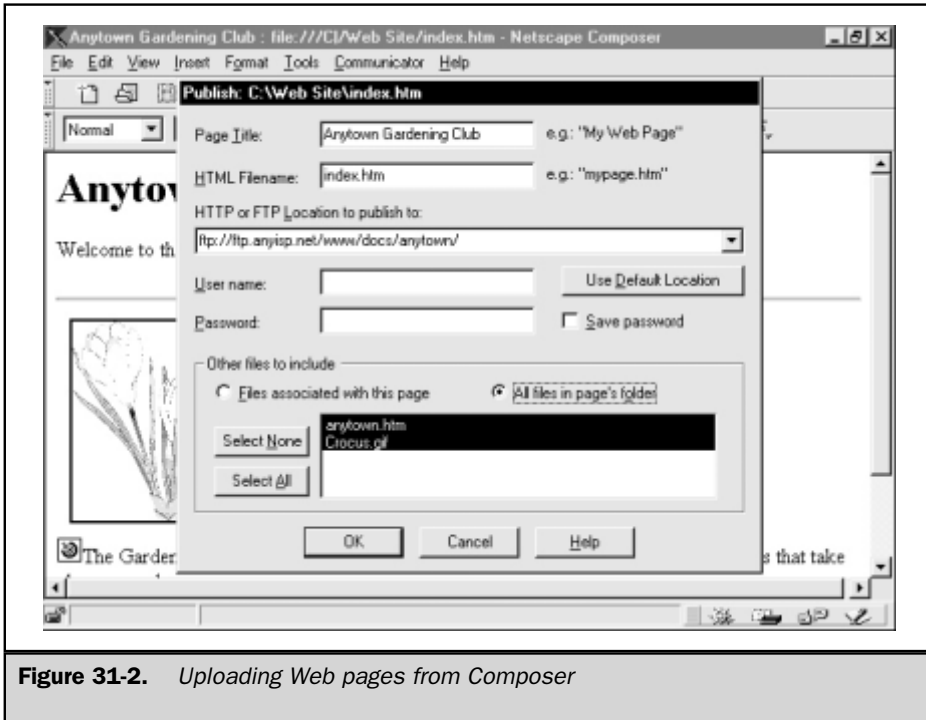 Anytown Gardening Club : file:///C|/Web Site/index.htm - Netscape Composer
File Edit View Insert Format Tools Communicator Help
Publish: C:\Web Site\index.htm
Normal
Page Title: Anytown Gardening Club e.g.: "My Web Page"
HTML Filename: index.htm e.g.: "mypage.htm"
Anytow
HTTP or FTP Location to publish to:
ftp://ftp.anyisp.net/www/docs/anytown/
Welcome to th
User name: Use Default Location
Password: Save password
Other files to include
Files associated with this page All files in page's folder
Select None anytown.htm
Crocus.gif
Select All
OK Cancel Help
The Garden s that take
Figure 31-2. Uploading Web pages from Composer